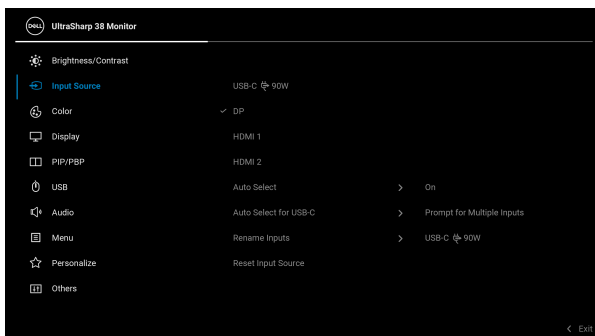 DELL UltraSharp 38 Monitor
Brightness/Contrast
Input Source USB-C 90W
Color DP
Display HDMI 1
PIP/PBP HDMI 2
USB Auto Select On
Audio Auto Select for USB-C Prompt for Multiple Inputs
Menu Rename Inputs USB-C 90W
Personalize Reset Input Source
Others
Exit